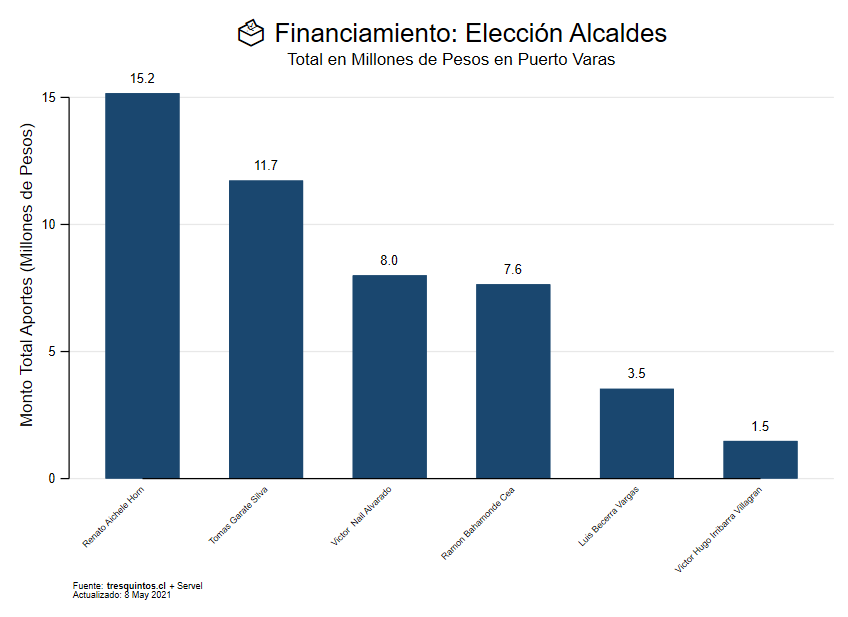 Financiamiento: Elección Alcaldes
Total en Millones de Pesos en Puerto Varas
Monto Total Aportes (Millones de Pesos)
15
10
5
0
15.2
11.7
8.0
7.6
3.5
1.5
Renato Aichele Horn
Tomas Garate Silva
Victor Nail Alvarado
Ramon Bahamonde Cea
Luis Becerra Vargas
Victor Hugo Imbarra Villagran
Fuente: tresquintos.cl + Servel
Actualizado: 8 May 2021